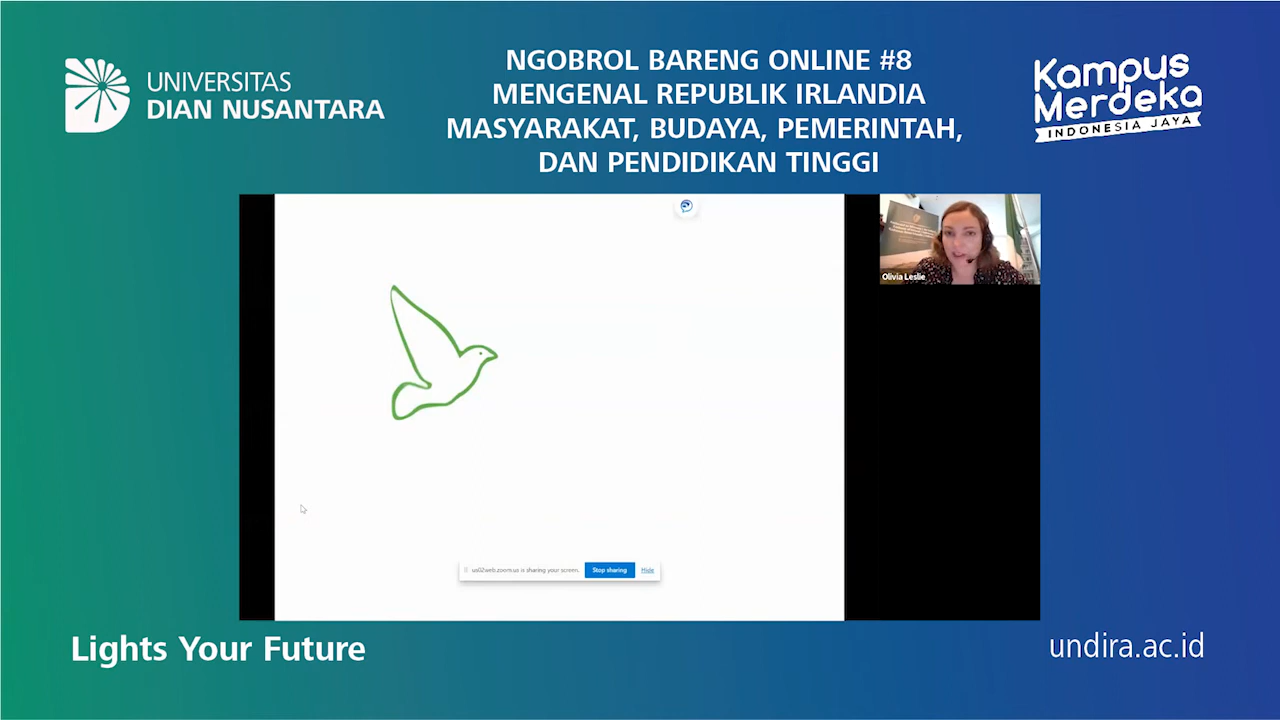 UNIVERSITAS
DIAN NUSANTARA
NGOBROL BARENG ONLINE #8
MENGENAL REPUBLIK IRLANDIA
MASYARAKAT, BUDAYA, PEMERINTAH,
DAN PENDIDIKAN TINGGI
Kampus
Merdeka
INDONESIA JAYA
Olivia Leslie
us02web.zoom.us is sharing your screen.
Stop sharing
Hide
Lights Your Future
undira.ac.id